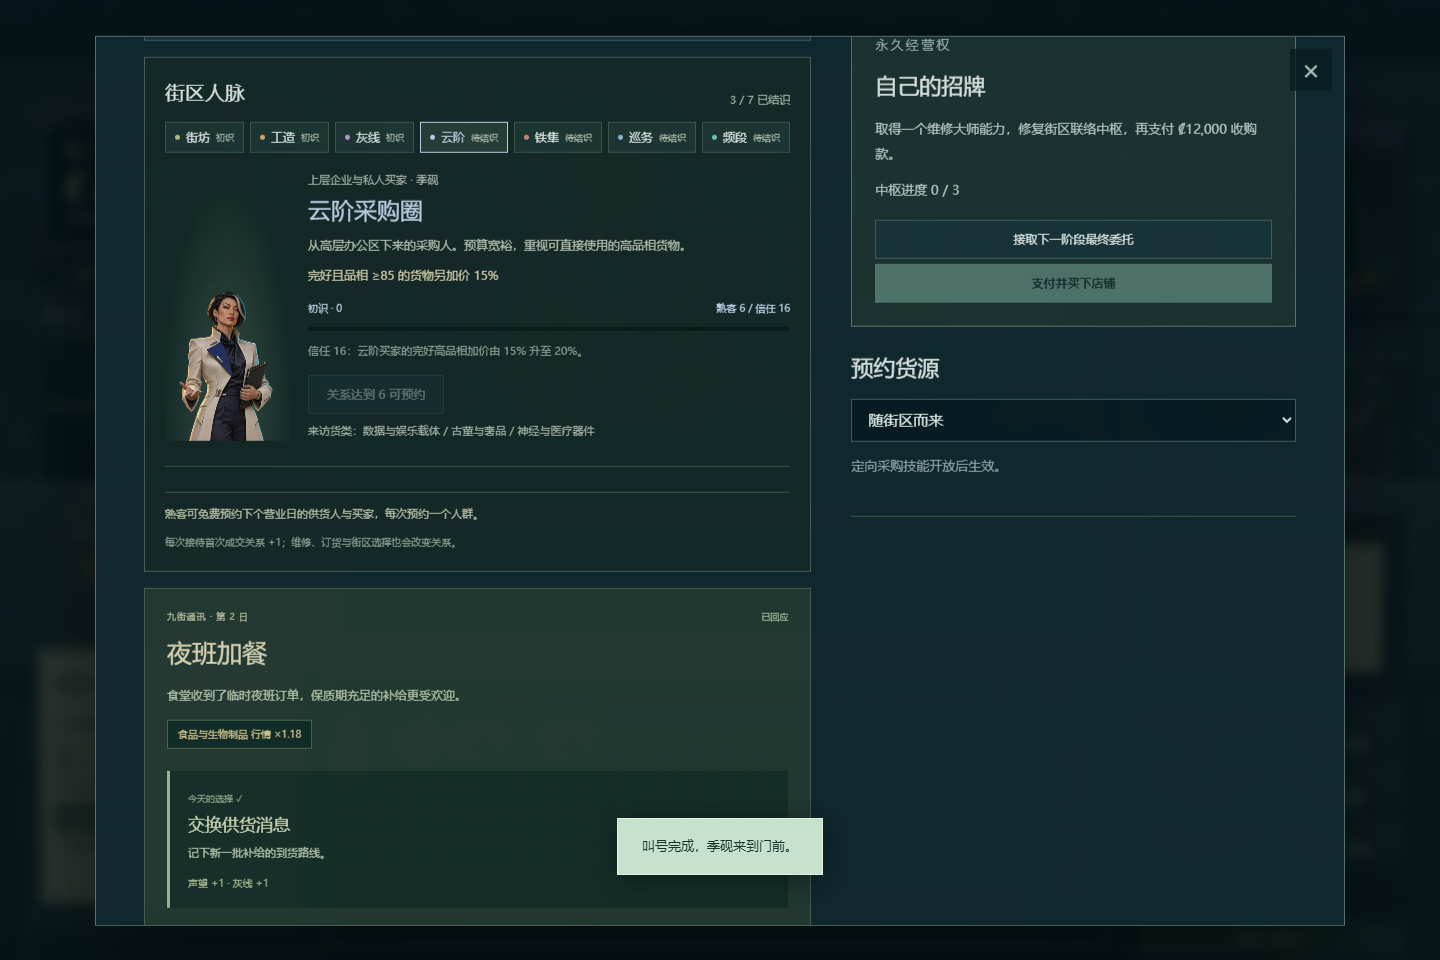 街区人脉
3 / 7 已结识
街坊 初识
工造 初识
灰线 初识
云阶 待结识
铁隼 待结识
巡务 待结识
频段 待结识
上层企业与私人买家 · 季砚
云阶采购圈
从高层办公区下来的采购人。预算宽裕，重视可直接使用的高品相货物。
完好且品相 ≥85 的货物另加价 15%
初识 · 0
熟客 6 / 信任 16
信任 16：云阶买家的完好高品相加价由 15% 升至 20%。
关系达到 6 可预约
来访货类：数据与娱乐载体 / 古董与奢品 / 神经与医疗器件
熟客可免费预约下个营业日的供货人与买家，每次预约一个人群。
每次接待首次成交关系 +1；维修、订货与街区选择也会改变关系。
九街通讯 · 第 2 日
已回应
夜班加餐
食堂收到了临时夜班订单，保质期充足的补给更受欢迎。
食品与生物制品 行情 ×1.18
今天的选择 ✓
交换供货消息
记下新一批补给的到货路线。
声望 +1 · 灰线 +1
永久经营权
自己的招牌
取得一个维修大师能力，修复街区联络中枢，再支付 ₡12,000 收购
款。
中枢进度 0 / 3
接取下一阶段最终委托
支付并买下店铺
预约货源
随街区而来
定向采购技能开放后生效。
×
叫号完成，季砚来到门前。